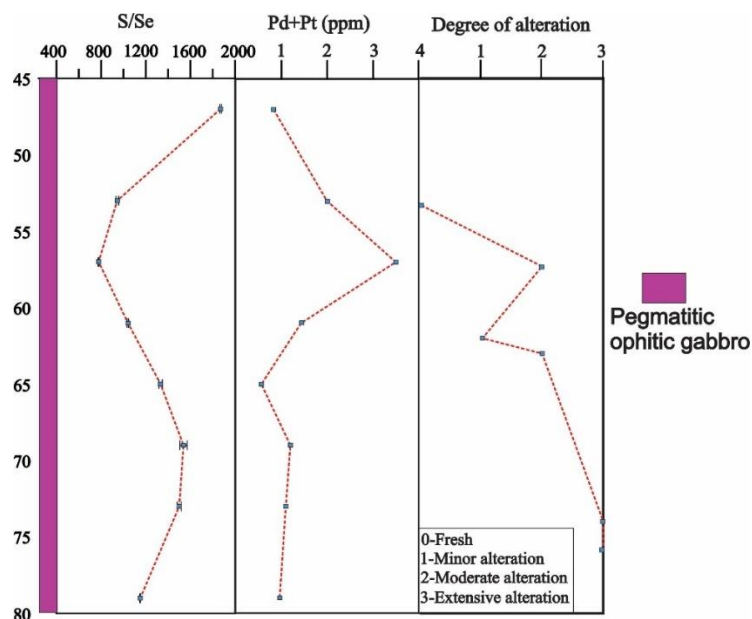 S/Se Pd+Pt (ppm) Degree of alteration
400 800 1200 1600 2000 1 2 3 4 1 2 3
45
50
55
60
65
70
75
80
Pegmatitic
ophitic gabbro
0-Fresh
1-Minor alteration
2-Moderate alteration
3-Extensive alteration